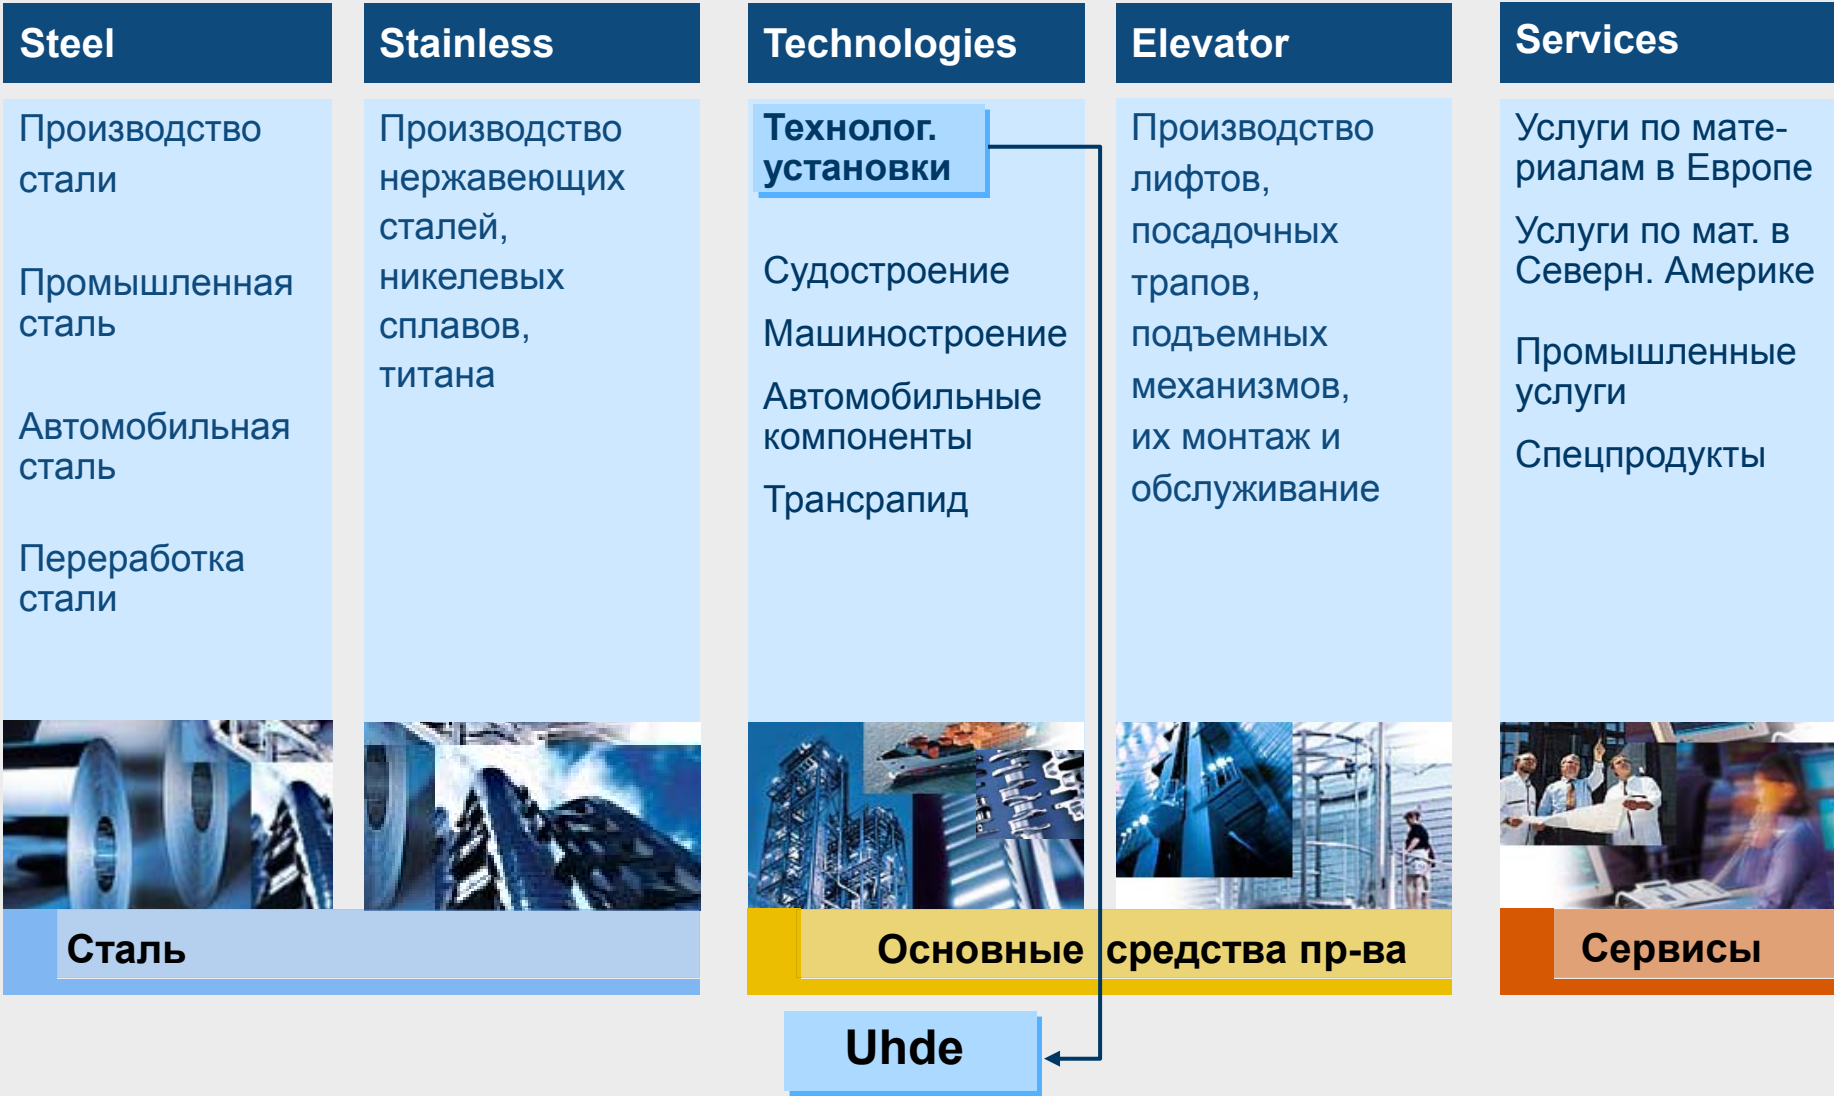 Steel
Производство
стали
Промышленная
сталь
Автомобильная
сталь
Переработка
стали
Stainless
Производство
нержавеющих
сталей,
никелевых
сплавов,
титана
Сталь
Technologies
Технолог.
установки
Судостроение
Машиностроение
Автомобильные
компоненты
Трансрапид
Elevator
Производство
лифтов,
посадочных
трапов,
подъемных
механизмов,
их монтаж и
обслуживание
Основные средства пр-ва
Services
Услуги по мате-
риалам в Европе
Услуги по мат. в
Северн. Америке
Промышленные
услуги
Спецпродукты
Сервисы
Uhde